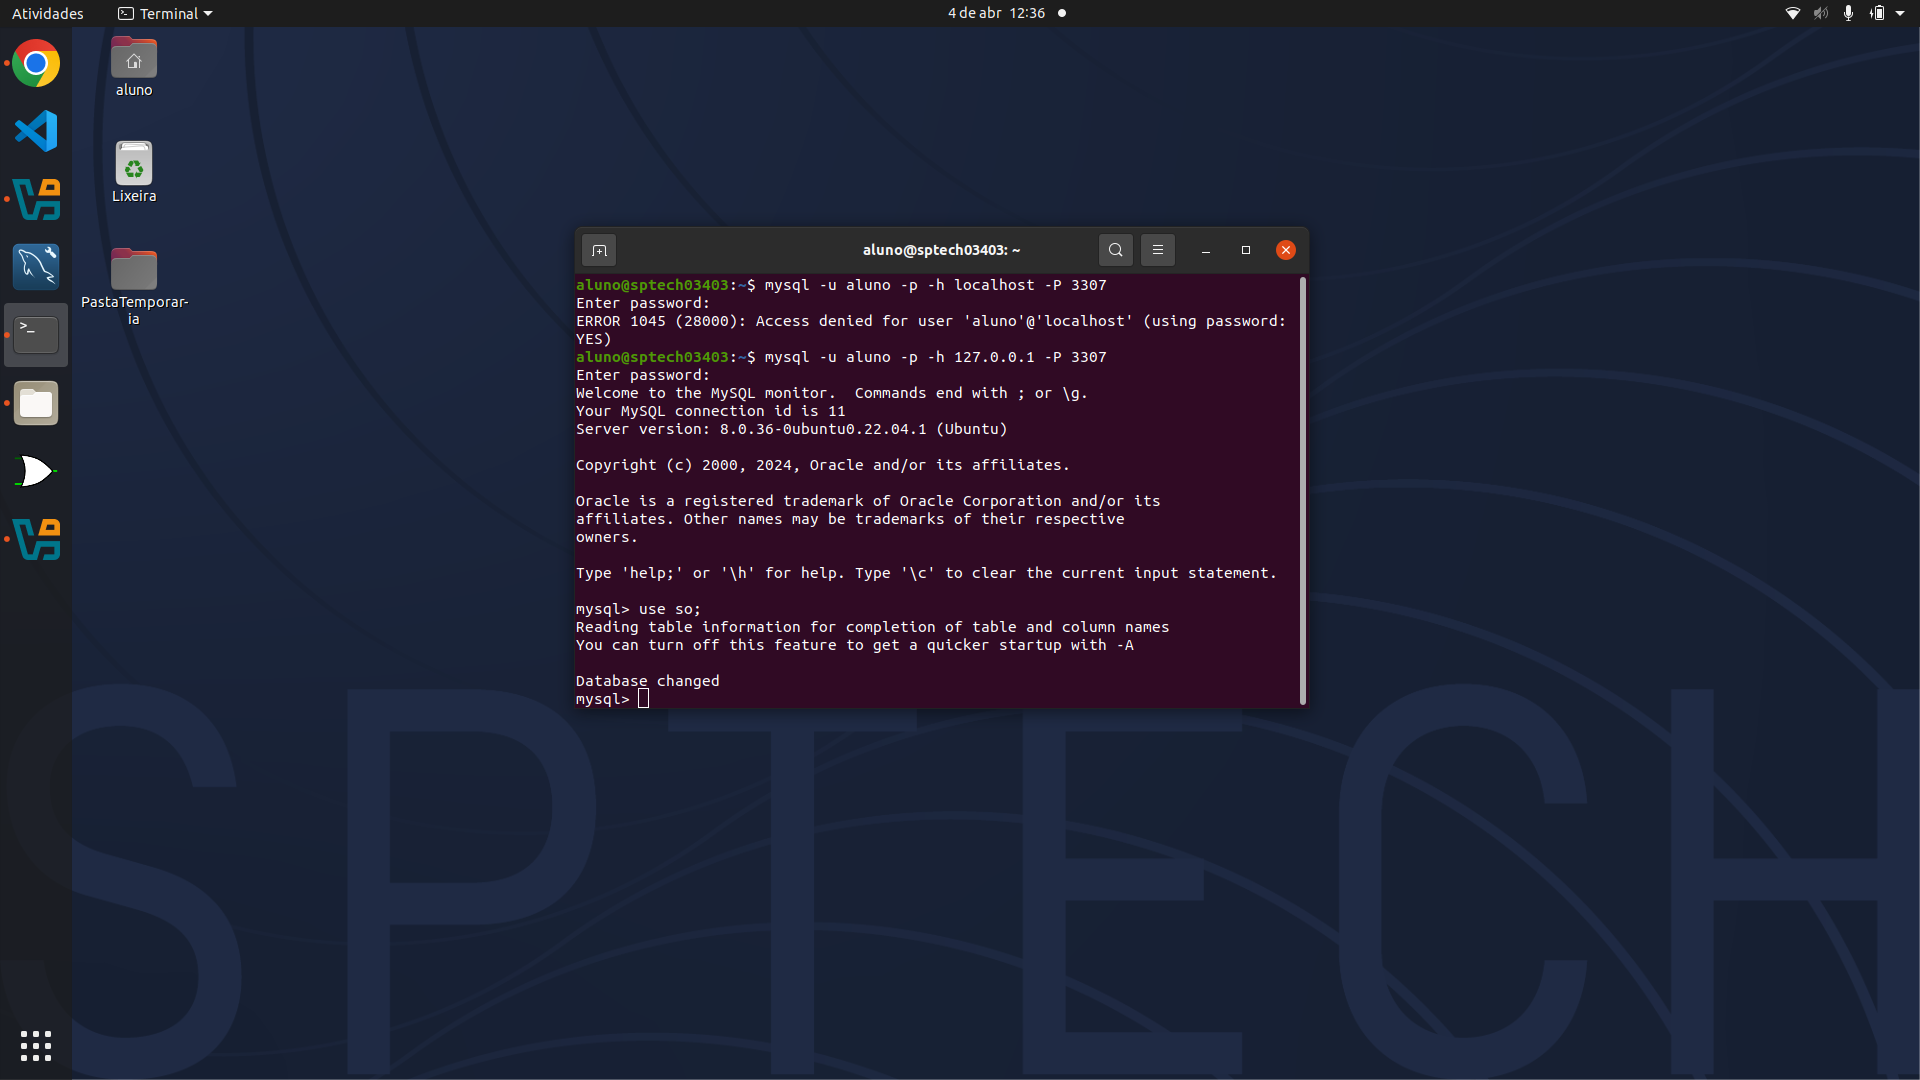 Atividades
Terminal
4 de abr 12:36
aluno
Lixeira
PastaTemporar-
ia
aluno@sptech03403: ~
aluno@sptech03403:~$ mysql -u aluno -p -h localhost -P 3307
Enter password:
ERROR 1045 (28000): Access denied for user 'aluno'@'localhost' (using password:
YES)
aluno@sptech03403:~$ mysql -u aluno -p -h 127.0.0.1 -P 3307
Enter password:
Welcome to the MySQL monitor.  Commands end with ; or \g.
Your MySQL connection id is 11
Server version: 8.0.36-0ubuntu0.22.04.1 (Ubuntu)
Copyright (c) 2000, 2024, Oracle and/or its affiliates.
Oracle is a registered trademark of Oracle Corporation and/or its
affiliates. Other names may be trademarks of their respective
owners.
Type 'help;' or '\h' for help. Type '\c' to clear the current input statement.
mysql> use so;
Reading table information for completion of table and column names
You can turn off this feature to get a quicker startup with -A
Database changed
mysql>
SPTECH